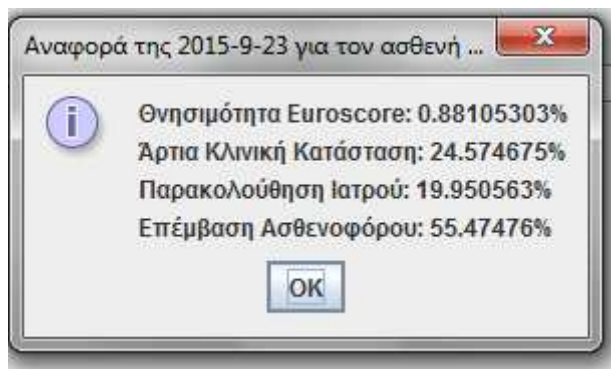 Αναφορά της 2015-9-23 για τον ασθενή ...
Θνησιμότητα Euroscore: 0.88105303%
Άρτια Κλινική Κατάσταση: 24.574675%
Παρακολούθηση Ιατρού: 19.950563%
Επέμβαση Ασθενοφόρου: 55.47476%
OK